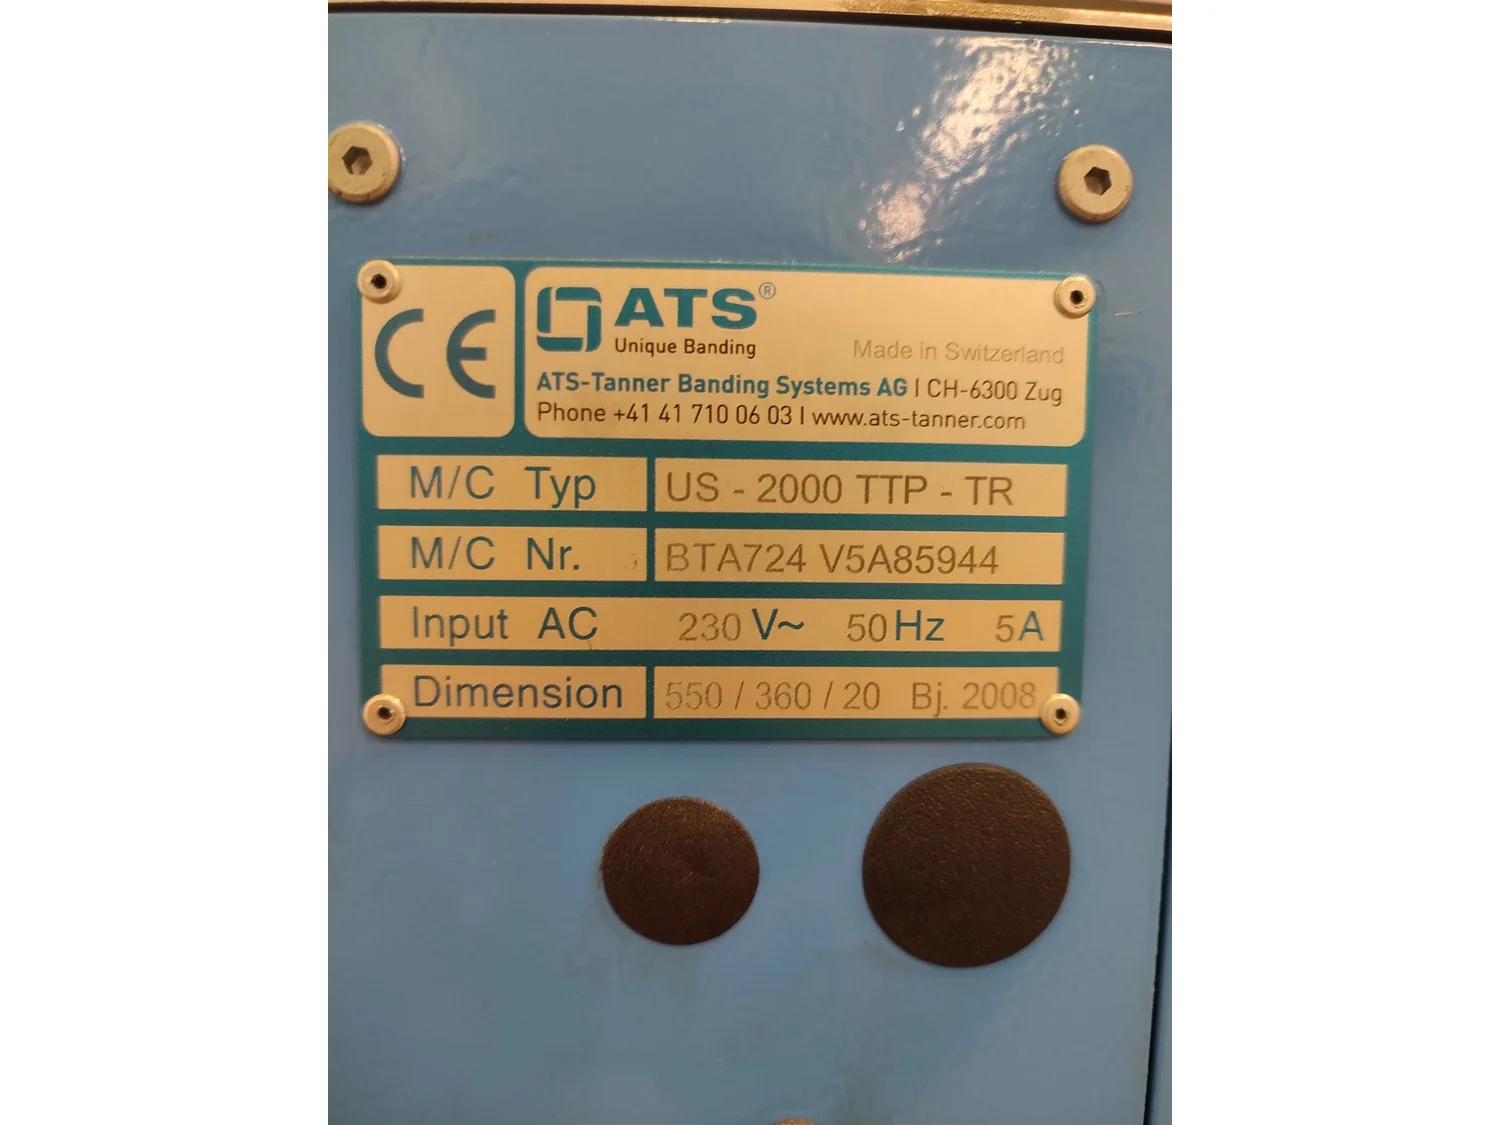 CE
ATS®
Unique Banding
Made in Switzerland
ATS-Tanner Banding Systems AG | CH-6300 Zug
Phone +41 41 710 06 03 | www.ats-tanner.com
M/C Typ US - 2000 TTP - TR
M/C Nr. BTA724 V5A85944
Input AC 230 V~ 50 Hz 5 A
Dimension 550 / 360 / 20 Bj. 2008